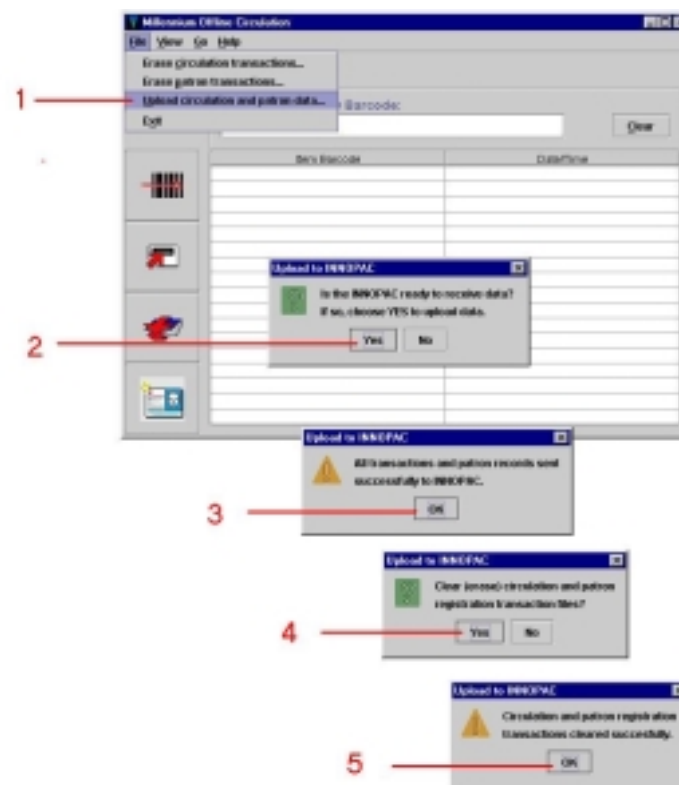 Millennium Offline Circulation
File View Go Help
Erase circulation transactions...
Erase patron transactions...
1
Upload circulation and patron data...
Barcode:
Exit
Clear
Item Barcode Date/Time
Upload to INNOPAC
Is the INNOPAC ready to receive data?
If so, choose YES to upload data.
2
Yes No
Upload to INNOPAC
All transactions and patron records sent
successfully to INNOPAC.
3
OK
Upload to INNOPAC
Clear (erase) circulation and patron
registration transaction files?
4
Yes No
Upload to INNOPAC
Circulation and patron registration
transactions cleared succesfully.
5
OK